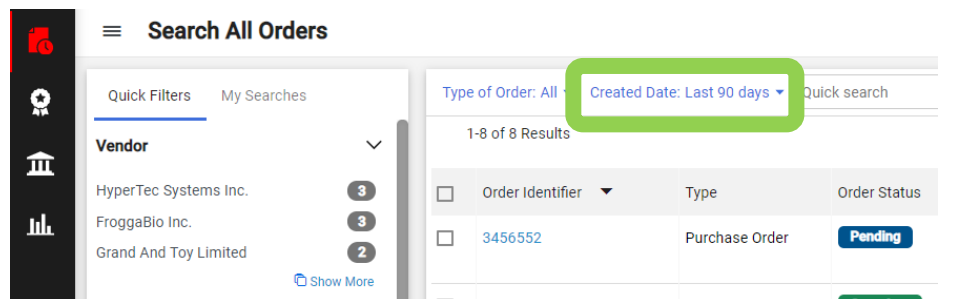 Search All Orders
Quick Filters My Searches
Vendor
HyperTec Systems Inc. 3
FroggaBio Inc. 3
Grand And Toy Limited 2
Show More
Type of Order: All Created Date: Last 90 days Quick search
1-8 of 8 Results
Order Identifier Type Order Status
3456552 Purchase Order Pending